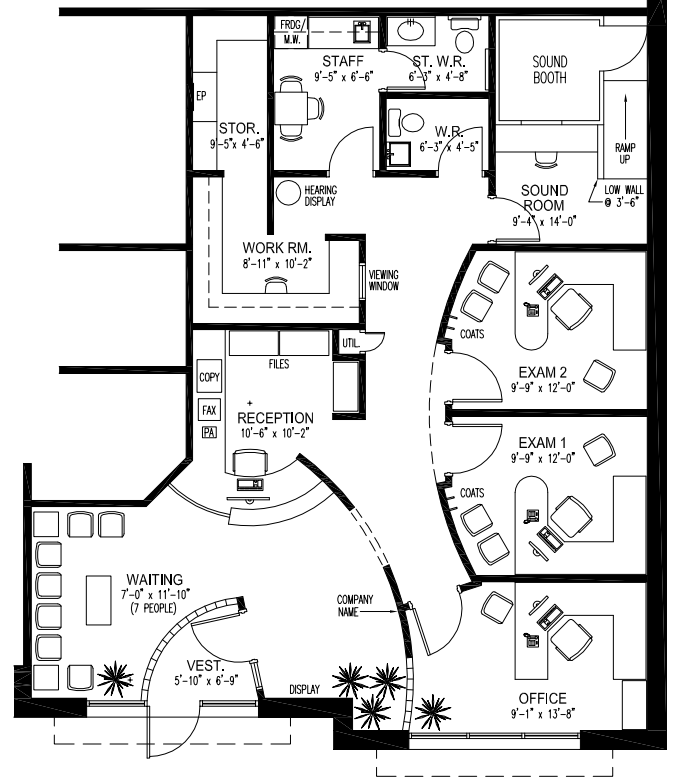 FRDG/
M.W.
STAFF
9'-5" x 6'-6"
ST. W.R.
6'-3" x 4'-8"
SOUND
BOOTH
EP
STOR.
9'-5"x 4'-6"
W.R.
6'-3" x 4'-5"
RAMP
UP
HEARING
DISPLAY
SOUND
ROOM
9'-4" x 14'-0"
LOW WALL
@ 3'-6"
WORK RM.
8'-11" x 10'-2"
VIEWING
WINDOW
COATS
UTIL.
FILES
COPY
EXAM 2
9'-9" x 12'-0"
FAX
RECEPTION
10'-6" x 10'-2"
PA
EXAM 1
9'-9" x 12'-0"
COATS
WAITING
7'-0" x 11'-10"
(7 PEOPLE)
COMPANY
NAME
VEST.
5'-10" x 6'-9"
DISPLAY
OFFICE
9'-1" x 13'-8"